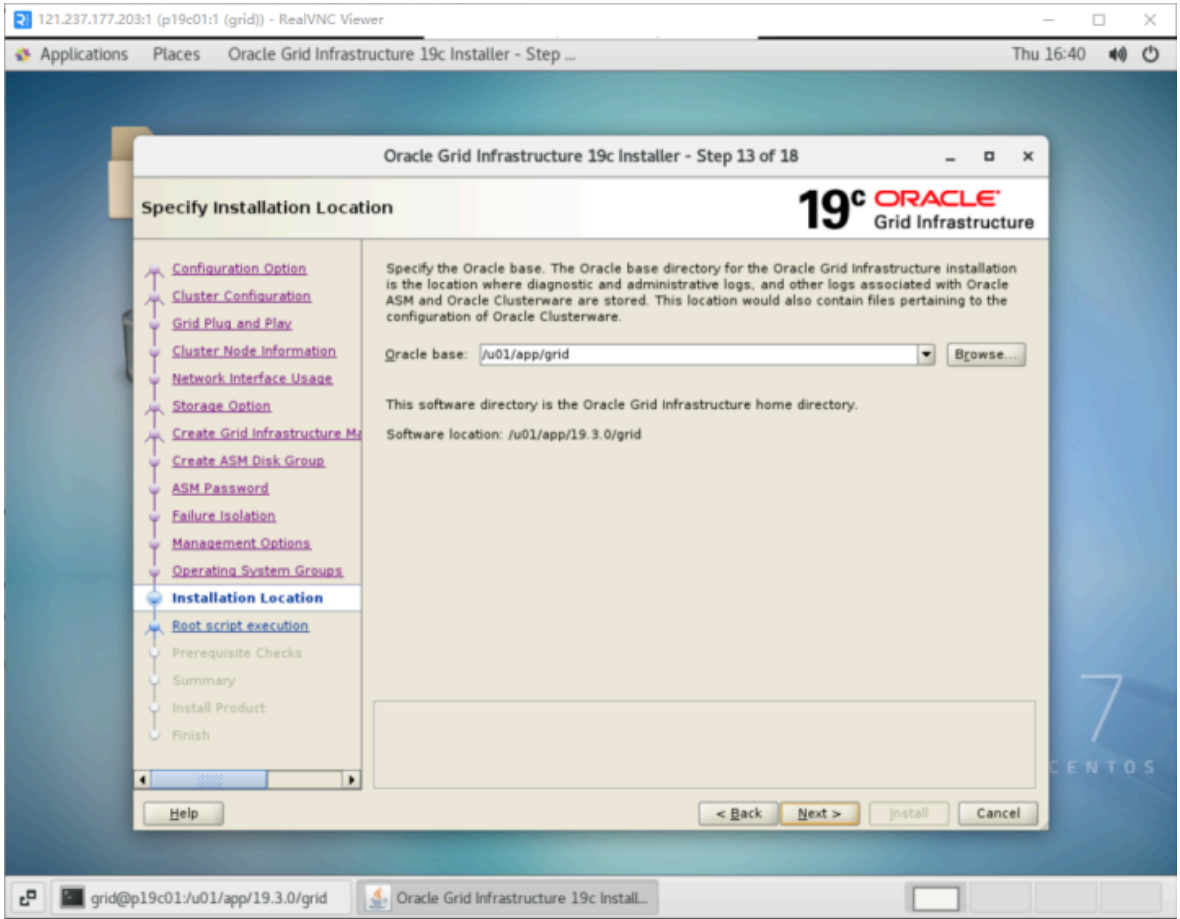 121.237.177.203:1 (p19c01:1 (grid)) - RealVNC Viewer
Applications Places Oracle Grid Infrastructure 19c Installer - Step ... Thu 16:40
Oracle Grid Infrastructure 19c Installer - Step 13 of 18
Specify Installation Location
19c ORACLE
Grid Infrastructure
Configuration Option
Cluster Configuration
Grid Plug and Play
Cluster Node Information
Network Interface Usage
Storage Option
Create Grid Infrastructure Ma
Create ASM Disk Group
ASM Password
Failure Isolation
Management Options
Operating System Groups
Installation Location
Root script execution
Prerequisite Checks
Summary
Install Product
Finish
Specify the Oracle base. The Oracle base directory for the Oracle Grid Infrastructure installation
is the location where diagnostic and administrative logs, and other logs associated with Oracle
ASM and Oracle Clusterware are stored. This location would also contain files pertaining to the
configuration of Oracle Clusterware.
Oracle base: /u01/app/grid Browse...
This software directory is the Oracle Grid Infrastructure home directory.
Software location: /u01/app/19.3.0/grid
7
CENTOS
Help < Back Next > Install Cancel
grid@p19c01:/u01/app/19.3.0/grid Oracle Grid Infrastructure 19c Install...